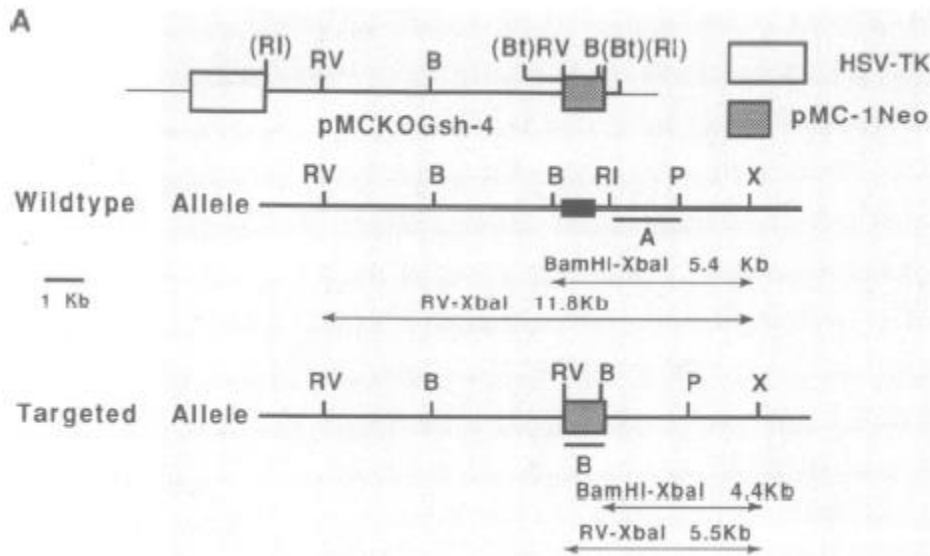 A
(RI) RV B (Bt)RV B(Bt)(RI) HSV-TK
pMCKOGsh-4 pMC-1Neo
RV B B RI P X
Wildtype Allele
A
BamHI-XbaI 5.4 Kb
1 Kb
RV-XbaI 11.8Kb
RV B RV B P X
Targeted Allele
B
BamHI-XbaI 4.4Kb
RV-XbaI 5.5Kb